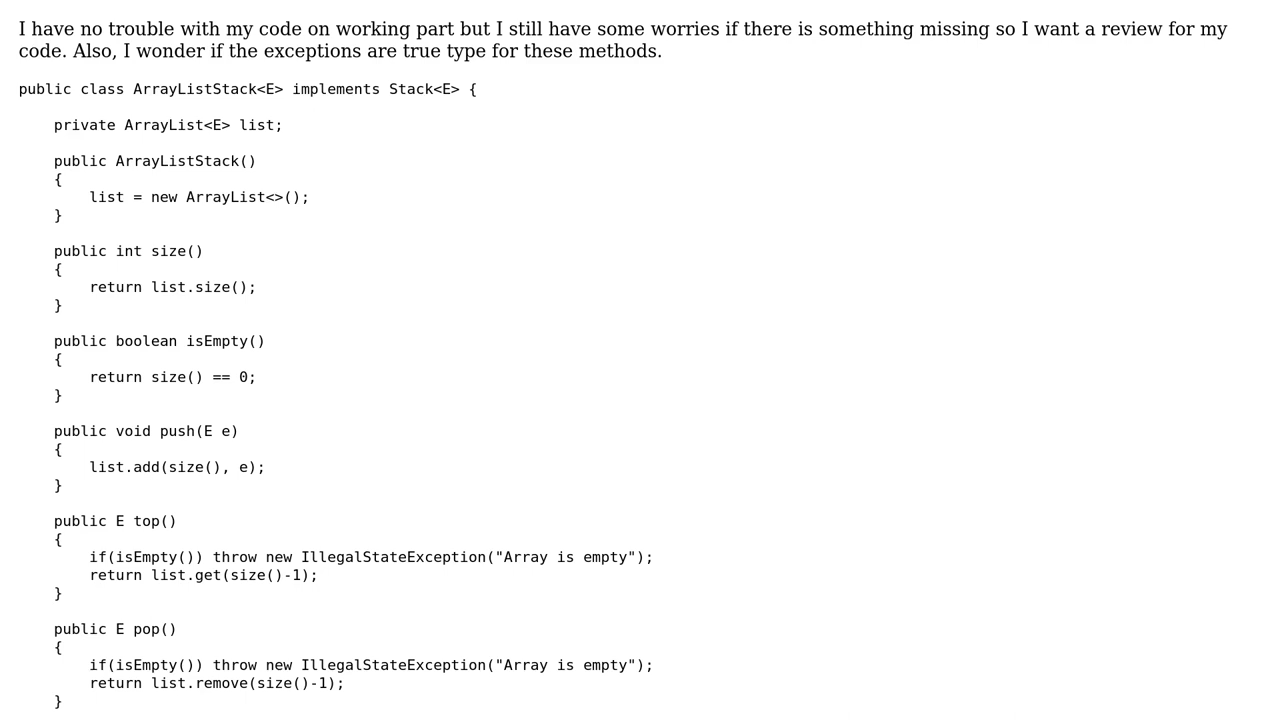 I have no trouble with my code on working part but I still have some worries if there is something missing so I want a review for my
code. Also, I wonder if the exceptions are true type for these methods.
public class ArrayListStack<E> implements Stack<E> {
    private ArrayList<E> list;
    public ArrayListStack()
    {
        list = new ArrayList<>();
    }
    public int size()
    {
        return list.size();
    }
    public boolean isEmpty()
    {
        return size() == 0;
    }
    public void push(E e)
    {
        list.add(size(), e);
    }
    public E top()
    {
        if(isEmpty()) throw new IllegalStateException("Array is empty");
        return list.get(size()-1);
    }
    public E pop()
    {
        if(isEmpty()) throw new IllegalStateException("Array is empty");
        return list.remove(size()-1);
    }